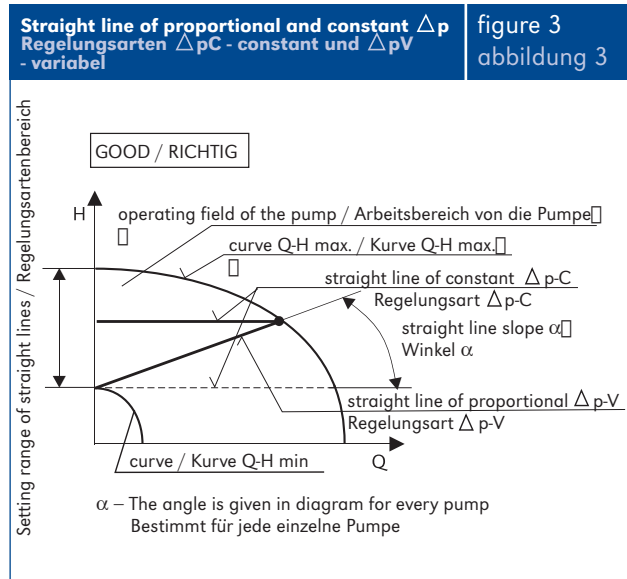 Straight line of proportional and constant △p
Regelungsarten △pC - constant und △pV
- variabel
figure 3
abbildung 3
Setting range of straight lines / Regelungsartenbereich
GOOD / RICHTIG
H
operating field of the pump / Arbeitsbereich von die Pumpe▯
▯
curve Q-H max. / Kurve Q-H max.▯
▯
straight line of constant △p-C
Regelungsart △p-C
straight line slope α▯
Winkel α
straight line of proportional △p-V
Regelungsart △p-V
curve / Kurve Q-H min
Q
α – The angle is given in diagram for every pump
Bestimmt für jede einzelne Pumpe